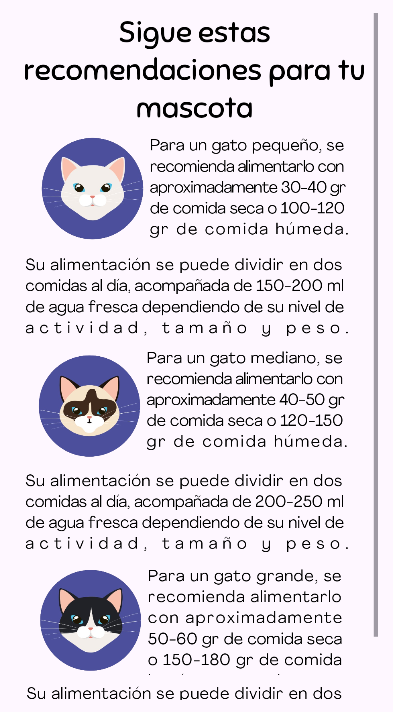 Sigue estas
recomendaciones para tu
mascota
Para un gato pequeño, se
recomienda alimentarlo con
aproximadamente 30-40 gr
de comida seca o 100-120
gr de comida húmeda.
Su alimentación se puede dividir en dos
comidas al día, acompañada de 150-200 ml
de agua fresca dependiendo de su nivel de
actividad, tamaño y peso.
Para un gato mediano, se
recomienda alimentarlo con
aproximadamente 40-50 gr
de comida seca o 120-150
gr de comida húmeda.
Su alimentación se puede dividir en dos
comidas al día, acompañada de 200-250 ml
de agua fresca dependiendo de su nivel de
actividad, tamaño y peso.
Para un gato grande, se
recomienda alimentarlo
con aproximadamente
50-60 gr de comida seca
o 150-180 gr de comida
Su alimentación se puede dividir en dos